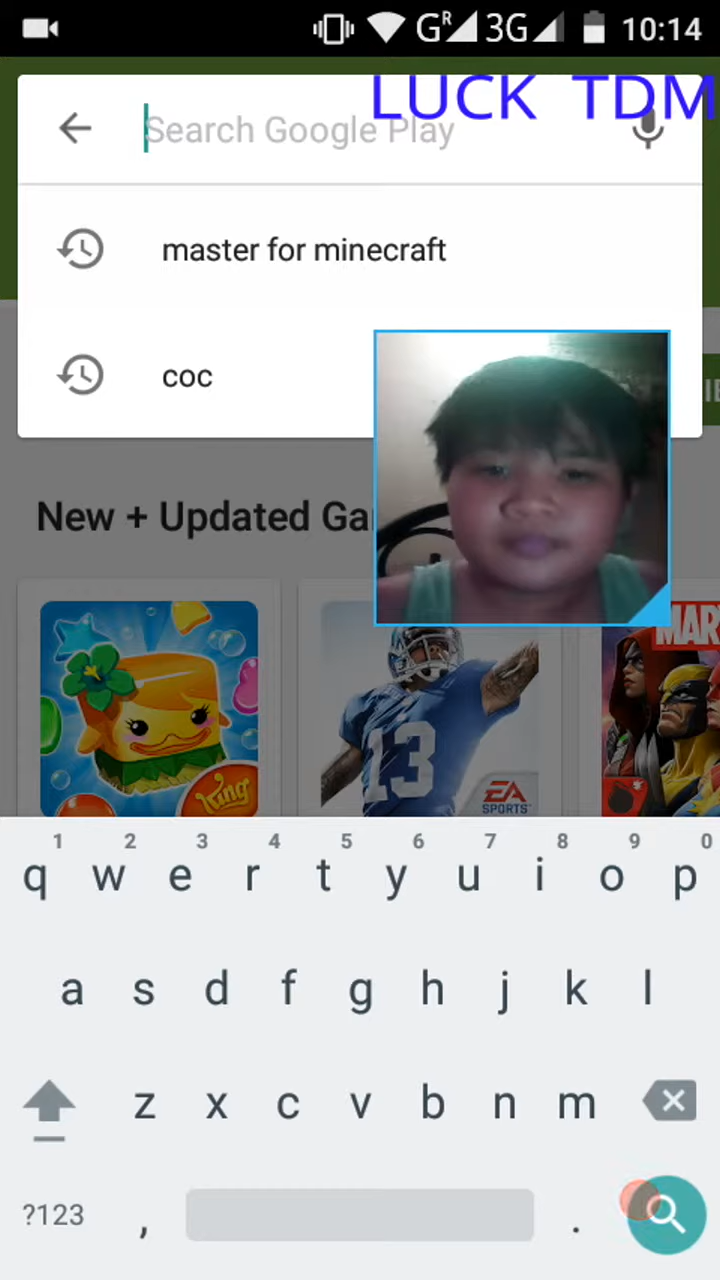 GR 3G 10:14
LUCK TDM
Search Google Play
master for minecraft
coc
New + Updated Ga
13
King
EA
SPORTS
MAR
1 2 3 4 5 6 7 8 9 0
q w e r t y u i o p
a s d f g h j k l
z x c v b n m
?123 , .